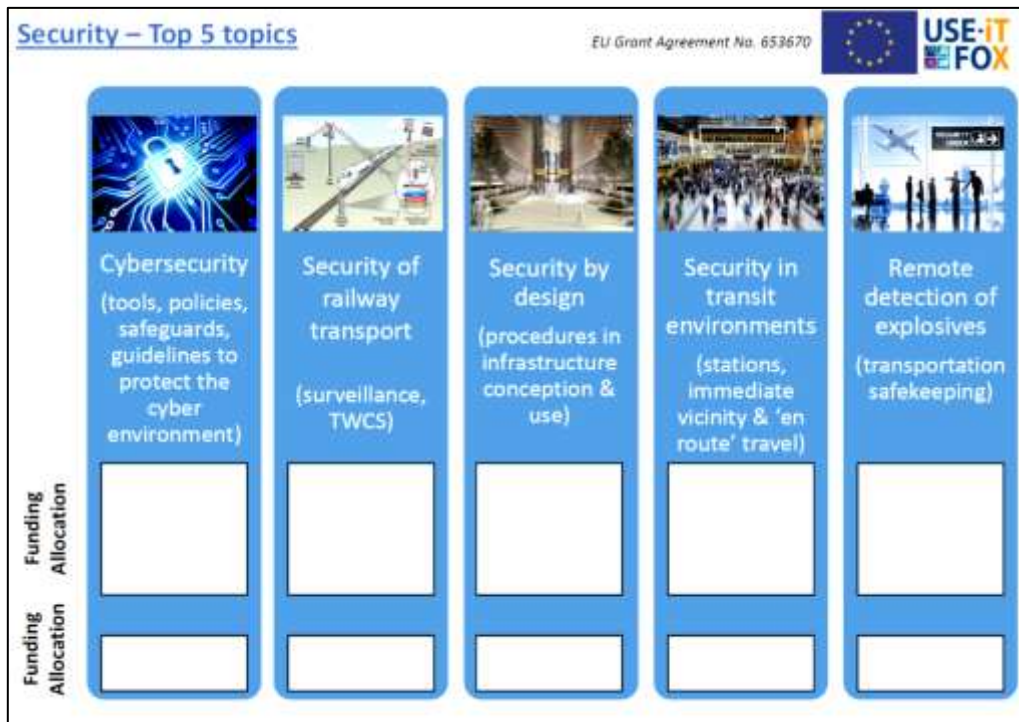 Security – Top 5 topics
EU Grant Agreement No. 653670
USE·iT
FOX
Cybersecurity
(tools, policies,
safeguards,
guidelines to
protect the
cyber
environment)
Security of
railway
transport
(surveillance,
TWCS)
Security by
design
(procedures in
infrastructure
conception &
use)
Security in
transit
environments
(stations,
immediate
vicinity & ‘en
route’ travel)
SECURITY
Remote
detection of
explosives
(transportation
safekeeping)
Funding
Allocation
Funding
Allocation